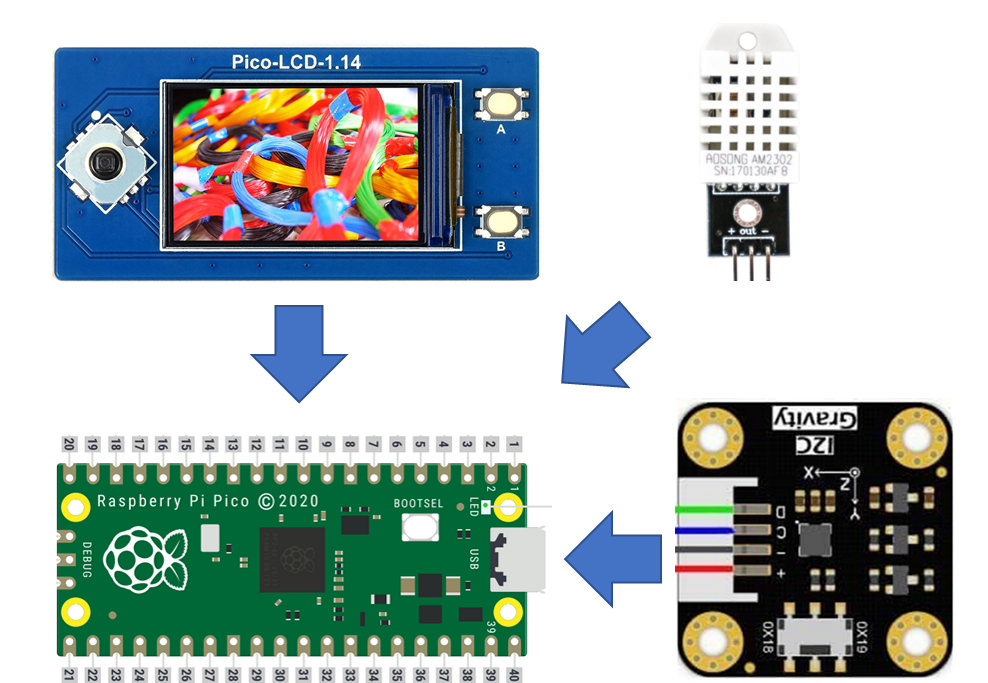 Pico-LCD-1.14
A
B
AOSONG AM2302
SN:170130AF8
+ out -
20 19 18 17 16 15 14 13 12 11 10 9 8 7 6 5 4 3 2 1
2 1
Raspberry Pi Pico © 2020
BOOTSEL
LED
DEBUG
USB
39
21 22 23 24 25 26 27 28 29 30 31 32 33 34 35 36 37 38 39 40
Gravity
I2C
X
Z
Y
D
C
-
+
0X18
0X19